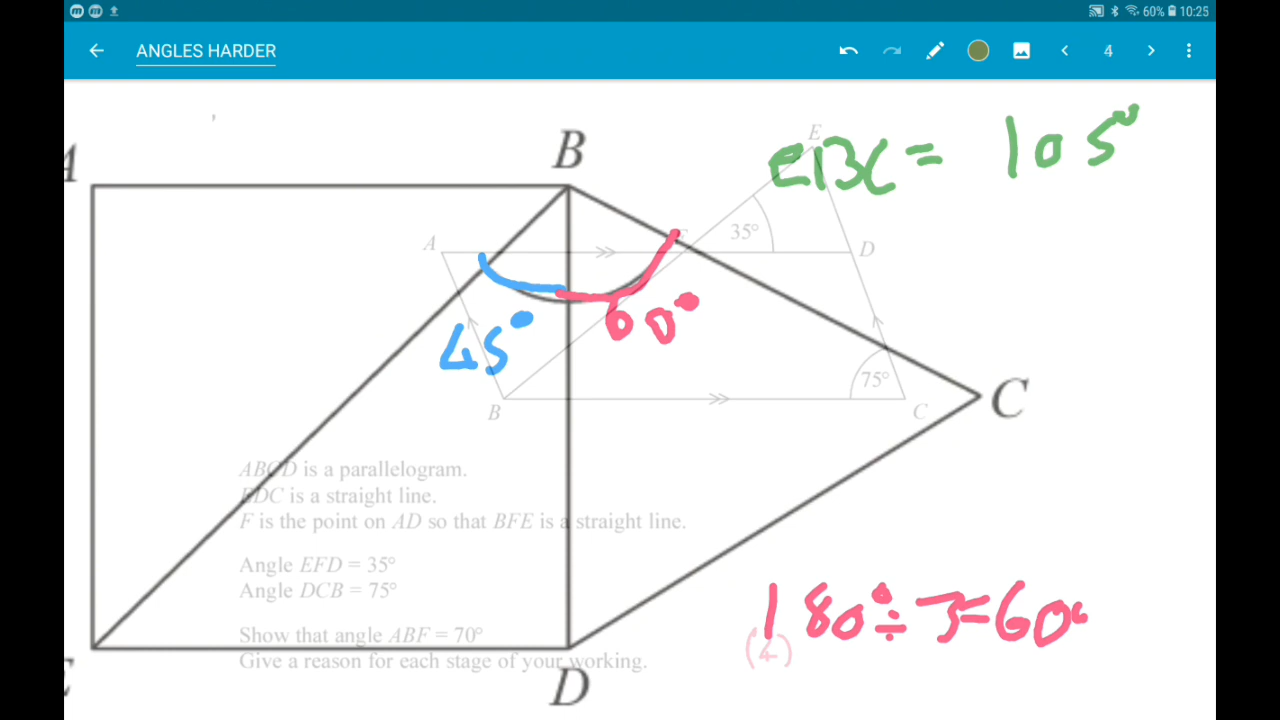 60% 10:25
ANGLES HARDER
4
A
B
EBC = 105°
E
A
F
35°
D
45°
60°
75°
B
C
C
ABCD is a parallelogram.
EDC is a straight line.
F is the point on AD so that BFE is a straight line.
Angle EFD = 35°
Angle DCB = 75°
Show that angle ABF = 70°
Give a reason for each stage of your working.
180° ÷ 3 = 60°
(4)
E
D